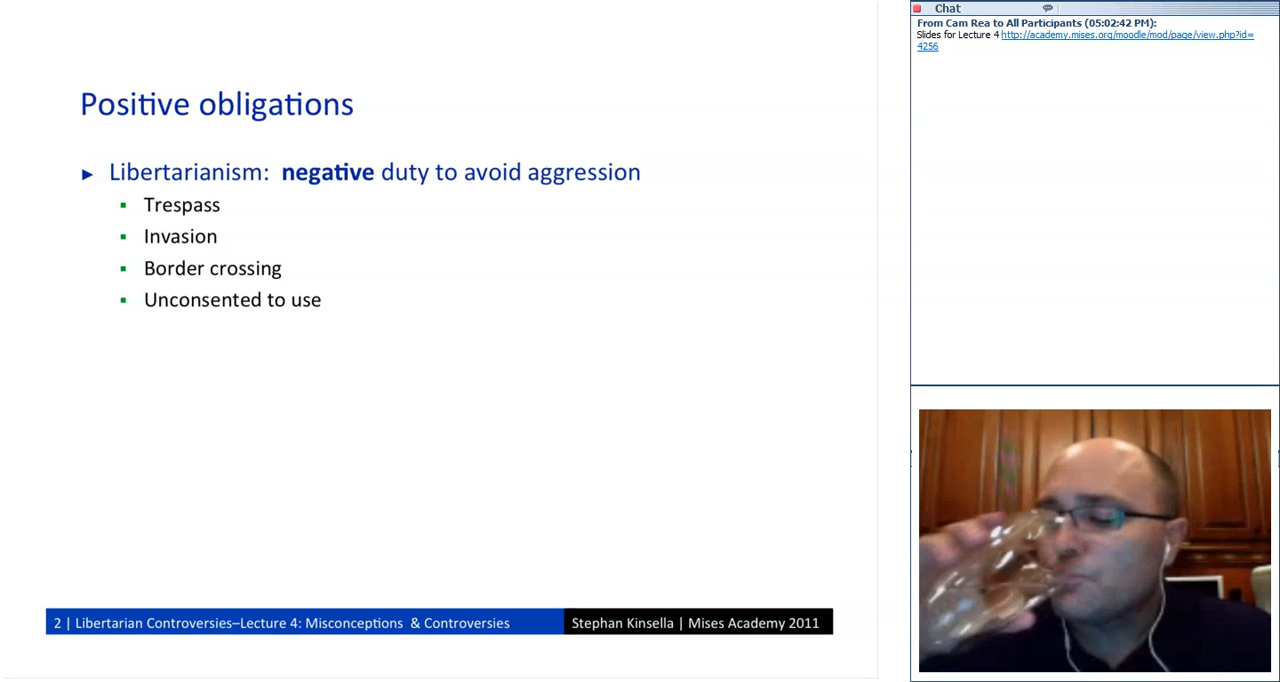 Positive obligations
► Libertarianism: negative duty to avoid aggression
▪ Trespass
▪ Invasion
▪ Border crossing
▪ Unconsented to use
2 | Libertarian Controversies–Lecture 4: Misconceptions & Controversies
Stephan Kinsella | Mises Academy 2011
Chat
From Cam Rea to All Participants (05:02:42 PM):
Slides for Lecture 4 http://academy.mises.org/moodle/mod/page/view.php?id=
4256